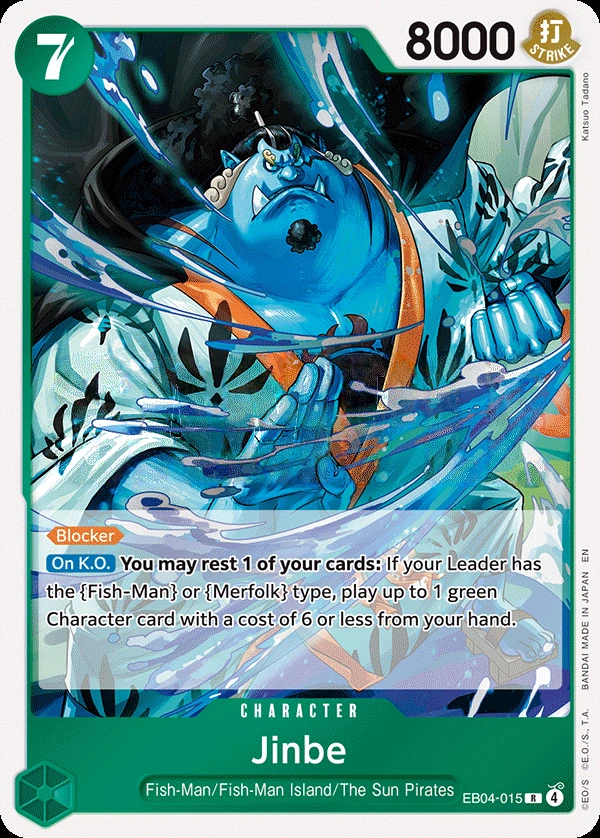 7
8000
打
STRIKE
Katsuo Tadano
Blocker
On K.O. You may rest 1 of your cards: If your Leader has
the {Fish-Man} or {Merfolk} type, play up to 1 green
Character card with a cost of 6 or less from your hand.
CHARACTER
Jinbe
Fish-Man/Fish-Man Island/The Sun Pirates
EB04-015 R 4
©E.O/S ©E.O./S., T.A. BANDAI MADE IN JAPAN EN